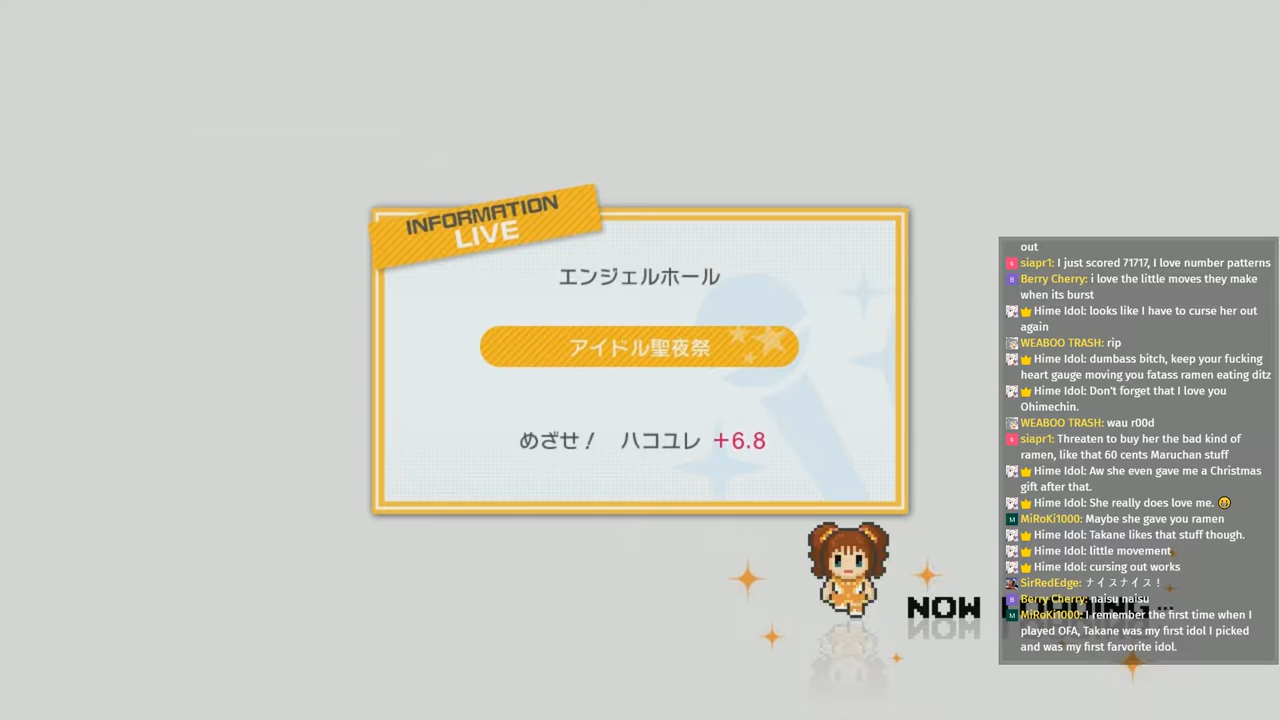 INFORMATION
LIVE
エンジェルホール
アイドル聖夜祭
めざせ！ ハコユレ +6.8
NOW LOADING...
out
siapr1: I just scored 71717, I love number patterns
Berry Cherry: i love the little moves they make
when its burst
Hime Idol: looks like I have to curse her out
again
WEABOO TRASH: rip
Hime Idol: dumbass bitch, keep your fucking
heart gauge moving you fatass ramen eating ditz
Hime Idol: Don't forget that I love you
Ohimechin.
WEABOO TRASH: wau r00d
siapr1: Threaten to buy her the bad kind of
ramen, like that 60 cents Maruchan stuff
Hime Idol: Aw she even gave me a Christmas
gift after that.
Hime Idol: She really does love me. 😄
MiRoKi1000: Maybe she gave you ramen
Hime Idol: Takane likes that stuff though.
Hime Idol: little movement
Hime Idol: cursing out works
SirRedEdge: ナイスナイス！
Berry Cherry: naisu naisu
MiRoKi1000: I remember the first time when I
played OFA, Takane was my first idol I picked
and was my first farvorite idol.